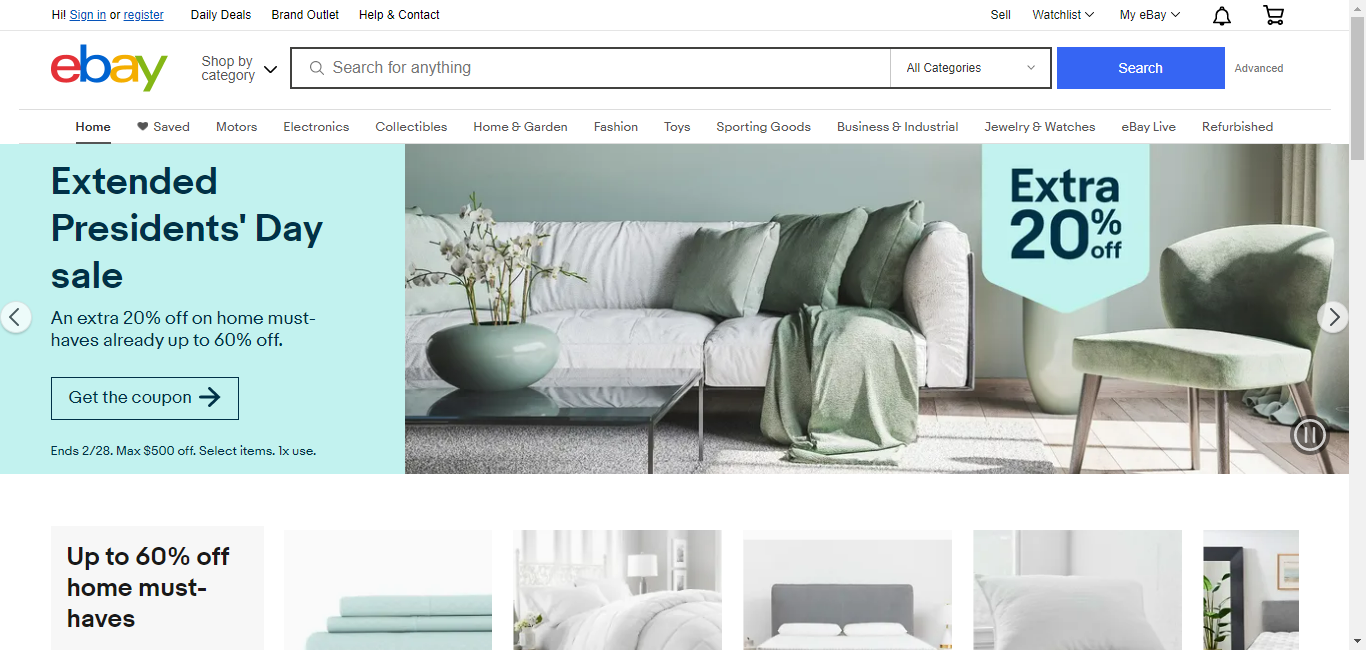 Hi! Sign in or register Daily Deals Brand Outlet Help & Contact Sell Watchlist My eBay
ebay
Shop by
category
Search for anything All Categories Search Advanced
Home Saved Motors Electronics Collectibles Home & Garden Fashion Toys Sporting Goods Business & Industrial Jewelry & Watches eBay Live Refurbished
Extended
Presidents' Day
sale
An extra 20% off on home must-
haves already up to 60% off.
Get the coupon
Ends 2/28. Max $500 off. Select items. 1x use.
Extra
20%
off
Up to 60% off
home must-
haves